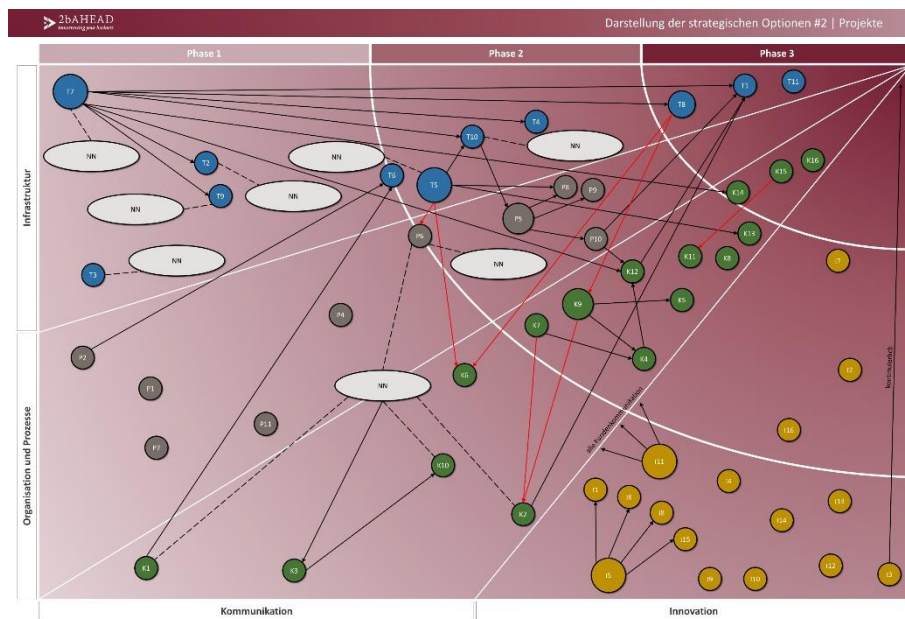 2bAHEAD
Darstellung der strategischen Optionen #2 | Projekte
Phase 1
Phase 2
Phase 3
Infrastruktur
Organisation und Prozesse
T7
T1
T11
T8
T4
T10
NN
NN
NN
T2
T6
T5
NN
T9
NN
P8
P9
K16
K15
K14
P5
P6
P10
K13
T3
NN
NN
K12
K11
K8
I7
K9
K5
P4
K7
P2
K4
K6
I2
kontinuierlich
P1
NN
P11
alle Kundenkommunikation
I16
P7
K10
I11
I4
I1
I6
I13
K2
I8
I14
I15
K1
K3
I5
I9
I10
I12
I3
Kommunikation
Innovation